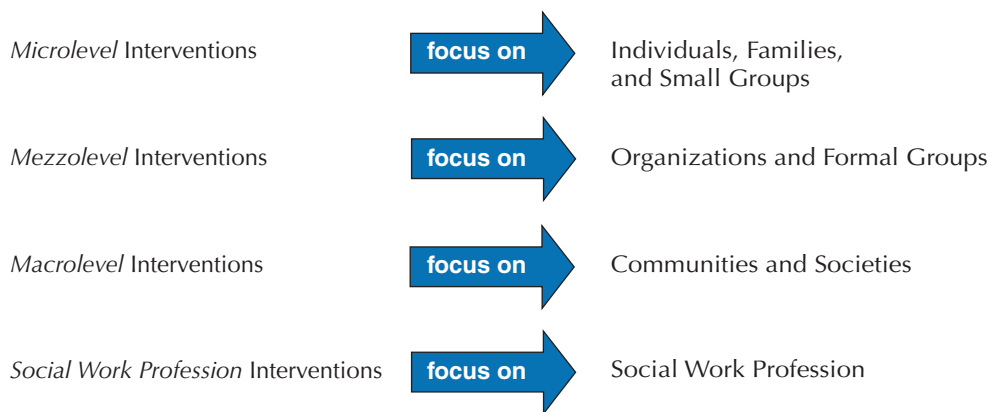 Microlevel Interventions focus on Individuals, Families,
and Small Groups
Mezzolevel Interventions focus on Organizations and Formal Groups
Macrolevel Interventions focus on Communities and Societies
Social Work Profession Interventions focus on Social Work Profession